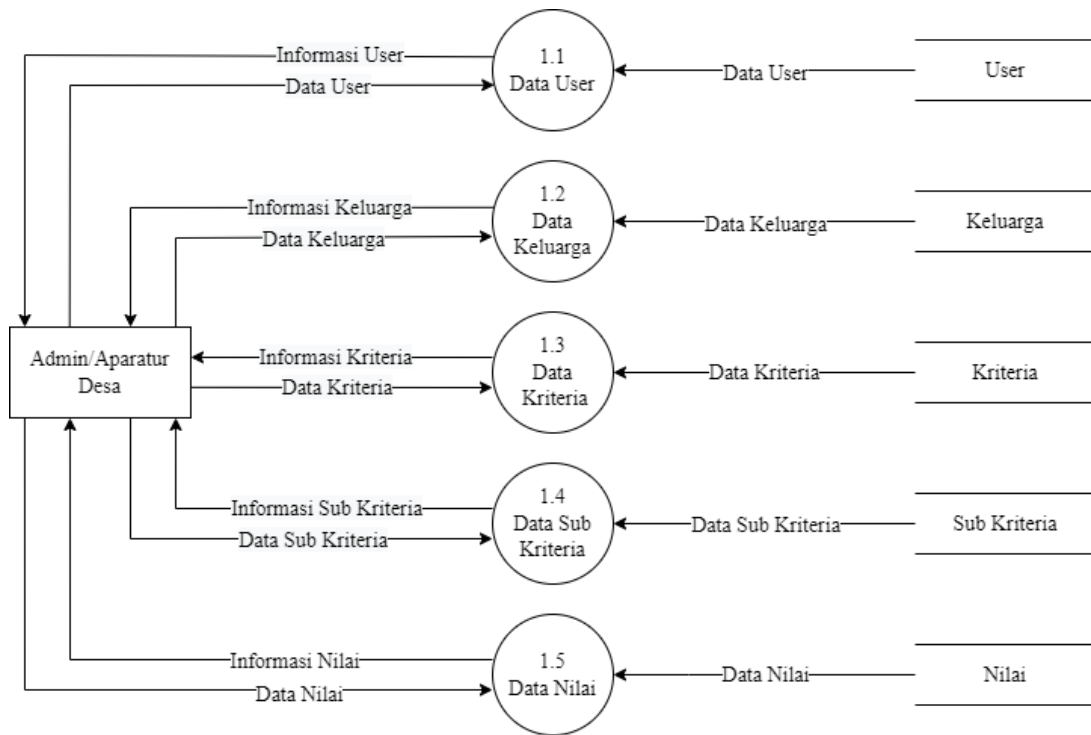 Informasi User
Data User
1.1
Data User
Data User
User
Informasi Keluarga
Data Keluarga
1.2
Data
Keluarga
Data Keluarga
Keluarga
Admin/Aparatur
Desa
Informasi Kriteria
Data Kriteria
1.3
Data
Kriteria
Data Kriteria
Kriteria
Informasi Sub Kriteria
Data Sub Kriteria
1.4
Data Sub
Kriteria
Data Sub Kriteria
Sub Kriteria
Informasi Nilai
Data Nilai
1.5
Data Nilai
Data Nilai
Nilai